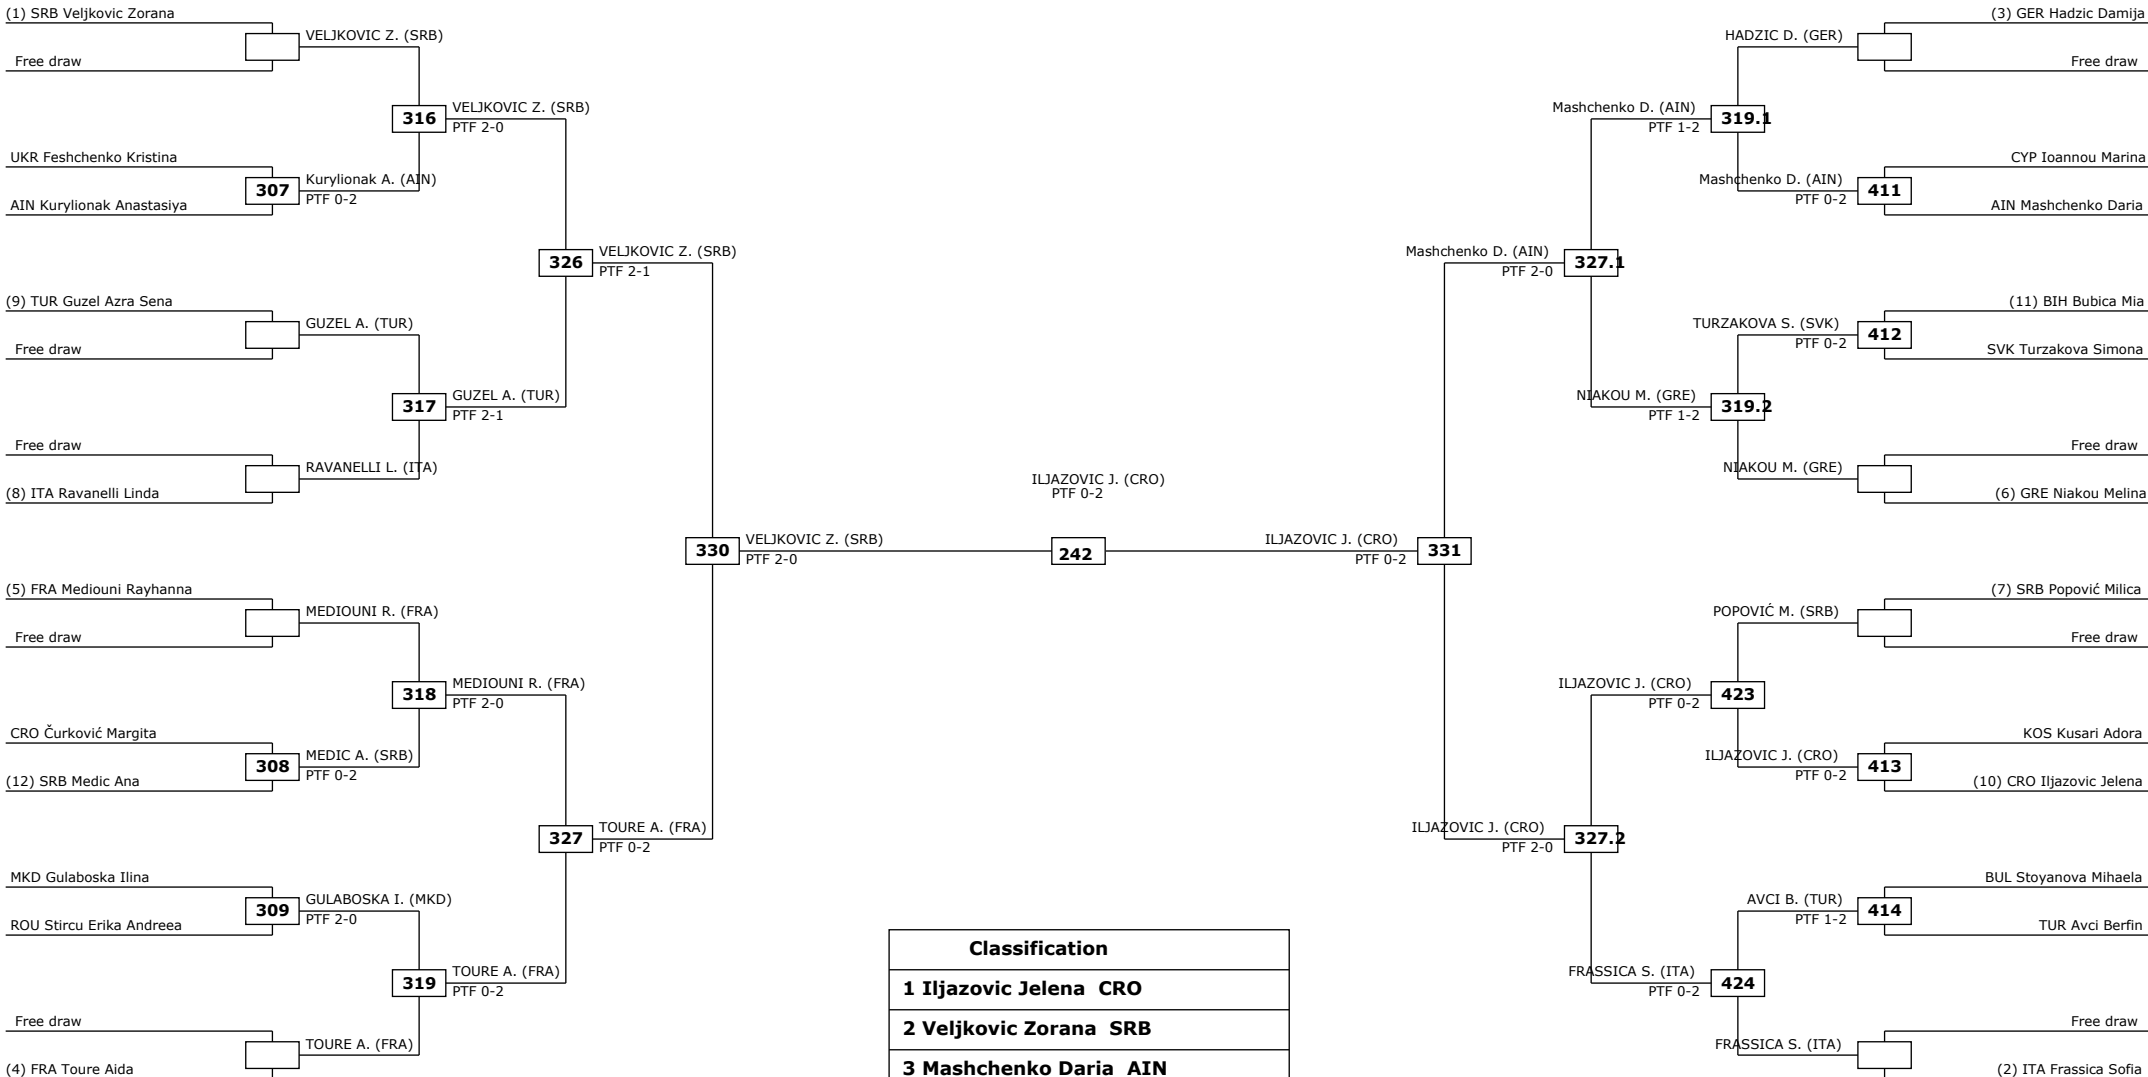 (1) SRB Veljkovic Zorana
VELJKOVIC Z. (SRB)
Free draw
316
VELJKOVIC Z. (SRB)
PTF 2-0
UKR Feshchenko Kristina
307
Kurylionak A. (AIN)
PTF 0-2
AIN Kurylionak Anastasiya
326
VELJKOVIC Z. (SRB)
PTF 2-1
(9) TUR Guzel Azra Sena
GUZEL A. (TUR)
Free draw
317
GUZEL A. (TUR)
PTF 2-1
Free draw
RAVANELLI L. (ITA)
(8) ITA Ravanelli Linda
330
VELJKOVIC Z. (SRB)
PTF 2-0
(5) FRA Mediouni Rayhanna
MEDIOUNI R. (FRA)
Free draw
318
MEDIOUNI R. (FRA)
PTF 2-0
CRO Čurković Margita
308
MEDIC A. (SRB)
PTF 0-2
(12) SRB Medic Ana
327
TOURE A. (FRA)
PTF 0-2
MKD Gulaboska Ilina
309
GULABOSKA I. (MKD)
PTF 2-0
ROU Stircu Erika Andreea
319
TOURE A. (FRA)
PTF 0-2
Free draw
TOURE A. (FRA)
(4) FRA Toure Aida
ILJAZOVIC J. (CRO)
PTF 0-2
242
(3) GER Hadzic Damija
HADZIC D. (GER)
Free draw
Mashchenko D. (AIN)
PTF 1-2
319.1
CYP Ioannou Marina
Mashchenko D. (AIN)
PTF 0-2
411
AIN Mashchenko Daria
Mashchenko D. (AIN)
PTF 2-0
327.1
(11) BIH Bubica Mia
TURZAKOVA S. (SVK)
PTF 0-2
412
SVK Turzakova Simona
NIAKOU M. (GRE)
PTF 1-2
319.2
Free draw
NIAKOU M. (GRE)
(6) GRE Niakou Melina
ILJAZOVIC J. (CRO)
PTF 0-2
331
(7) SRB Popović Milica
POPOVIĆ M. (SRB)
Free draw
ILJAZOVIC J. (CRO)
PTF 0-2
423
KOS Kusari Adora
ILJAZOVIC J. (CRO)
PTF 0-2
413
(10) CRO Iljazovic Jelena
ILJAZOVIC J. (CRO)
PTF 2-0
327.2
BUL Stoyanova Mihaela
AVCI B. (TUR)
PTF 1-2
414
TUR Avci Berfin
FRASSICA S. (ITA)
PTF 0-2
424
Free draw
FRASSICA S. (ITA)
(2) ITA Frassica Sofia
Classification
1 Iljazovic Jelena CRO
2 Veljkovic Zorana SRB
3 Mashchenko Daria AIN